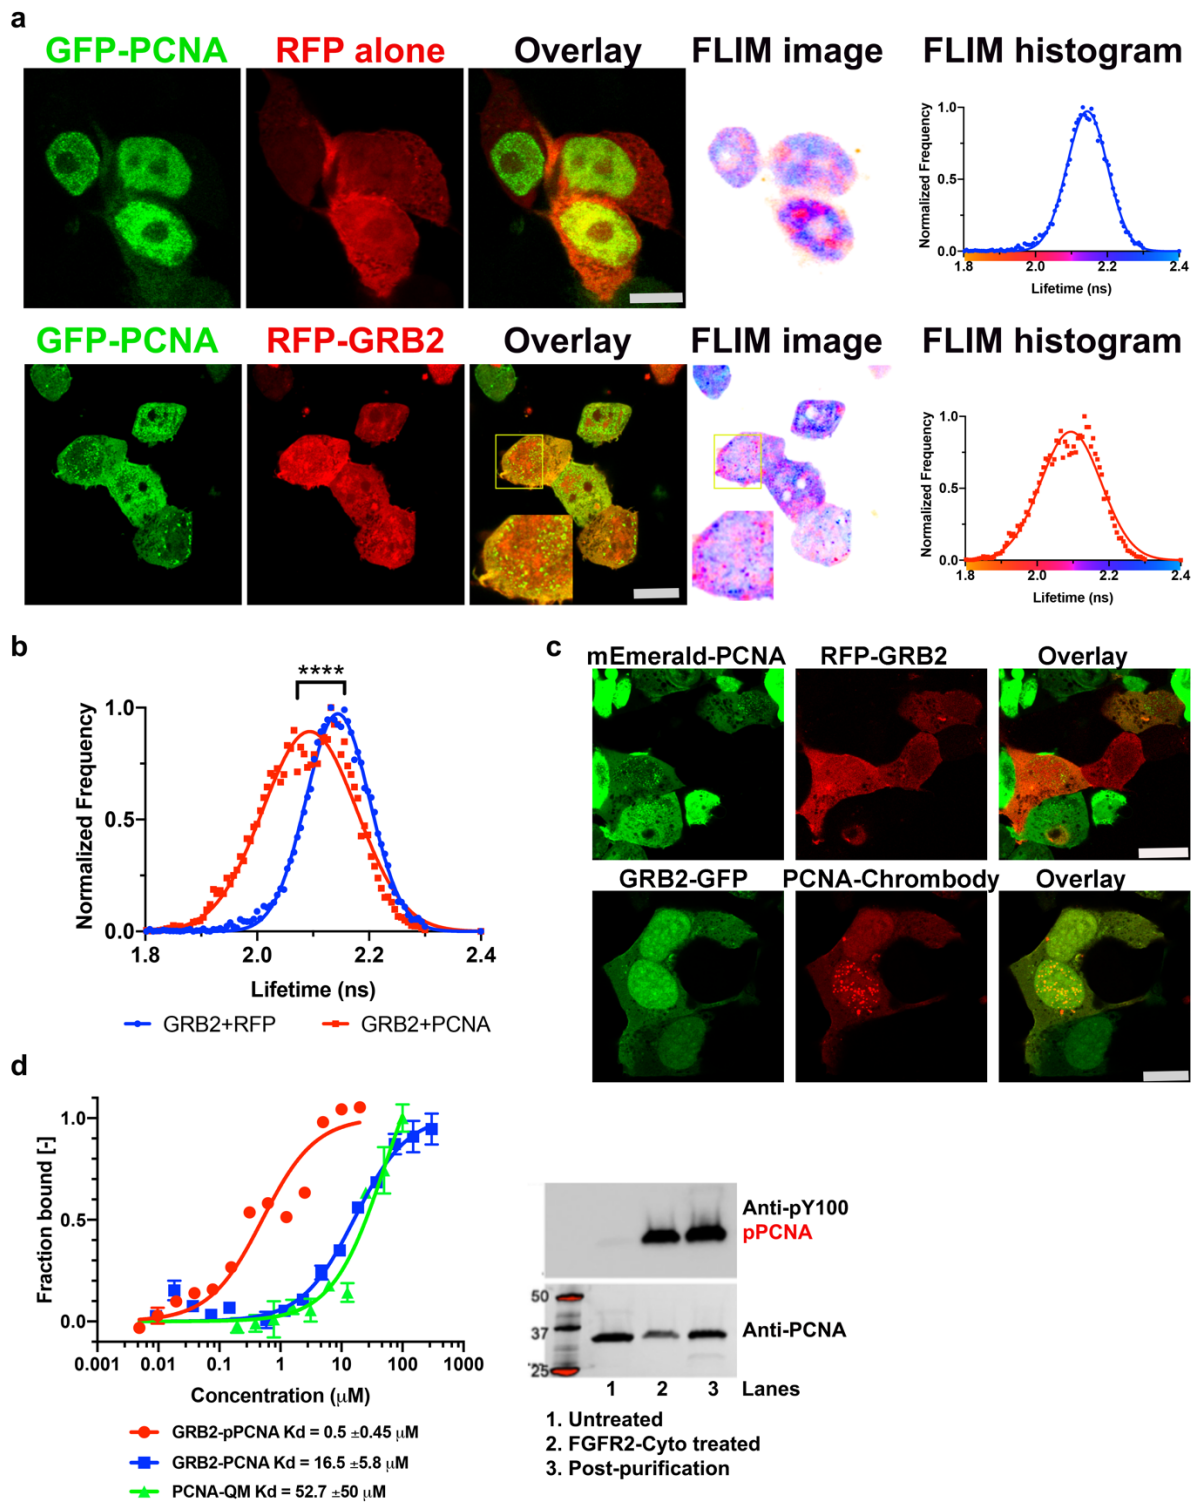 a
GFP-PCNA RFP alone Overlay FLIM image FLIM histogram
Normalized Frequency
1.0
0.5
0.0
1.8 2.0 2.2 2.4
Lifetime (ns)
GFP-PCNA RFP-GRB2 Overlay FLIM image FLIM histogram
Normalized Frequency
1.0
0.5
0.0
1.8 2.0 2.2 2.4
Lifetime (ns)
b
****
Normalized Frequency
1.0
0.5
0.0
1.8 2.0 2.2 2.4
Lifetime (ns)
GRB2+RFP GRB2+PCNA
c
mEmerald-PCNA RFP-GRB2 Overlay
GRB2-GFP PCNA-Chrombody Overlay
d
Fraction bound [-]
1.0
0.5
0.0
0.001 0.01 0.1 1 10 100 1000
Concentration (μM)
GRB2-pPCNA Kd = 0.5 ±0.45 μM
GRB2-PCNA Kd = 16.5 ±5.8 μM
PCNA-QM Kd = 52.7 ±50 μM
Anti-pY100
pPCNA
50
37
25
Anti-PCNA
1 2 3 Lanes
1. Untreated
2. FGFR2-Cyto treated
3. Post-purification